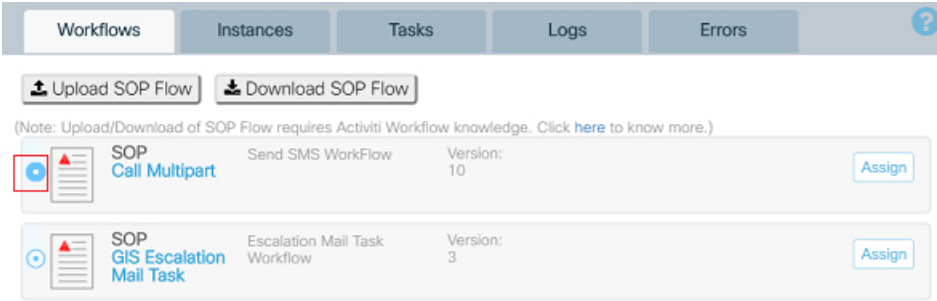 Workflows Instances Tasks Logs Errors ?
Upload SOP Flow Download SOP Flow
(Note: Upload/Download of SOP Flow requires Activiti Workflow knowledge. Click here to know more.)
SOP Send SMS WorkFlow Version:
Call Multipart 10 Assign
SOP Escalation Mail Task Version:
GIS Escalation Workflow 3 Assign
Mail Task